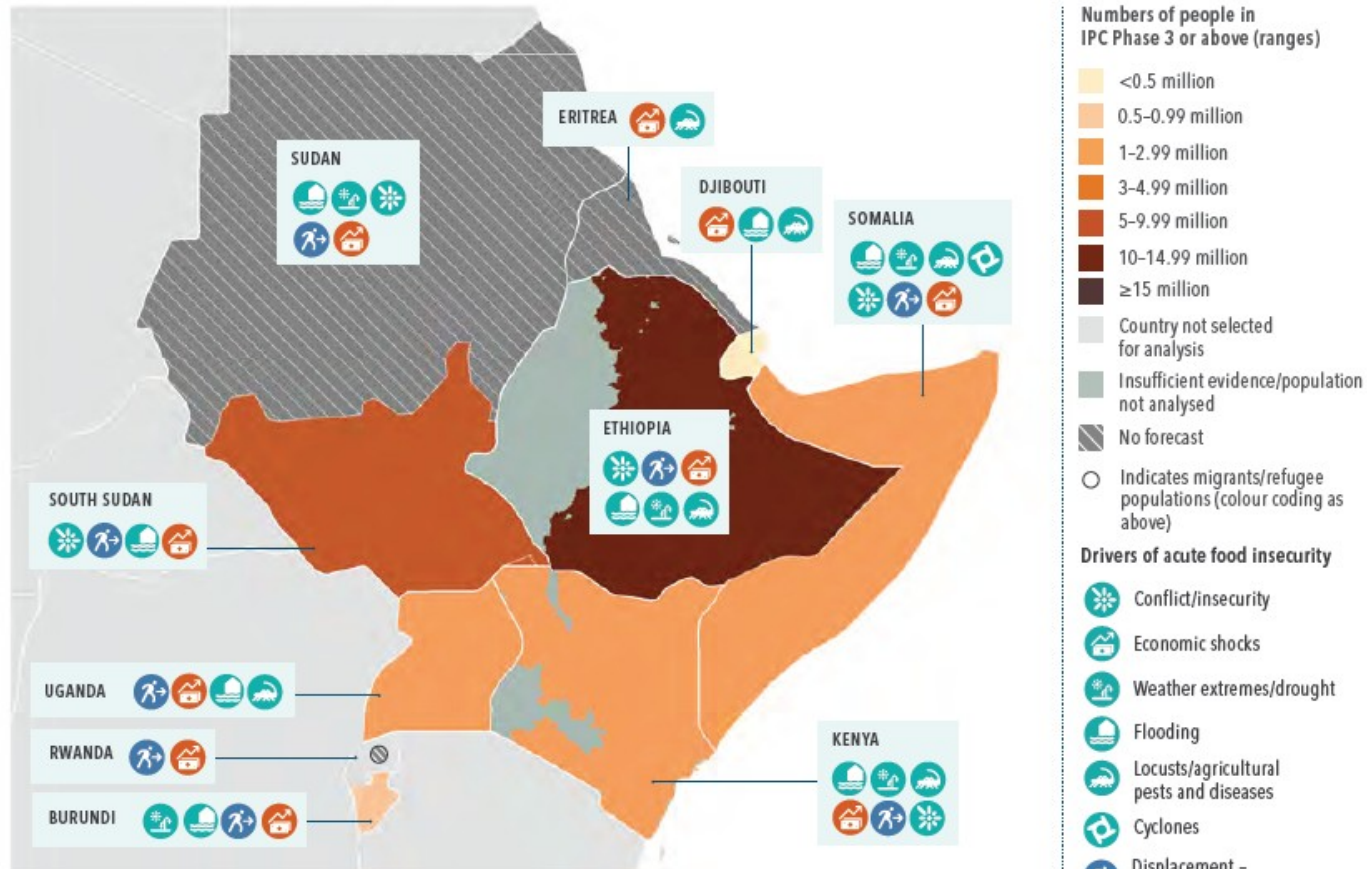 ERITREA
SUDAN
DJIBOUTI
SOMALIA
ETHIOPIA
SOUTH SUDAN
UGANDA
RWANDA
BURUNDI
KENYA
Numbers of people in
IPC Phase 3 or above (ranges)
<0.5 million
0.5–0.99 million
1–2.99 million
3–4.99 million
5–9.99 million
10–14.99 million
≥15 million
Country not selected
for analysis
Insufficient evidence/population
not analysed
No forecast
Indicates migrants/refugee
populations (colour coding as
above)
Drivers of acute food insecurity
Conflict/insecurity
Economic shocks
Weather extremes/drought
Flooding
Locusts/agricultural
pests and diseases
Cyclones
Displacement –